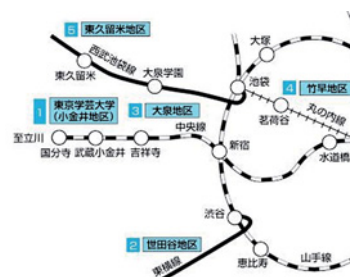 5 東久留米地区
大塚
西武池袋線
池袋
東久留米
大泉学園
4 竹早地区
1 東京学芸大学
(小金井地区)
3 大泉地区
丸の内線
茗荷谷
中央線
至立川
国分寺
武蔵小金井
吉祥寺
新宿
水道橋
渋谷
2 世田谷地区
東横線
恵比寿
山手線